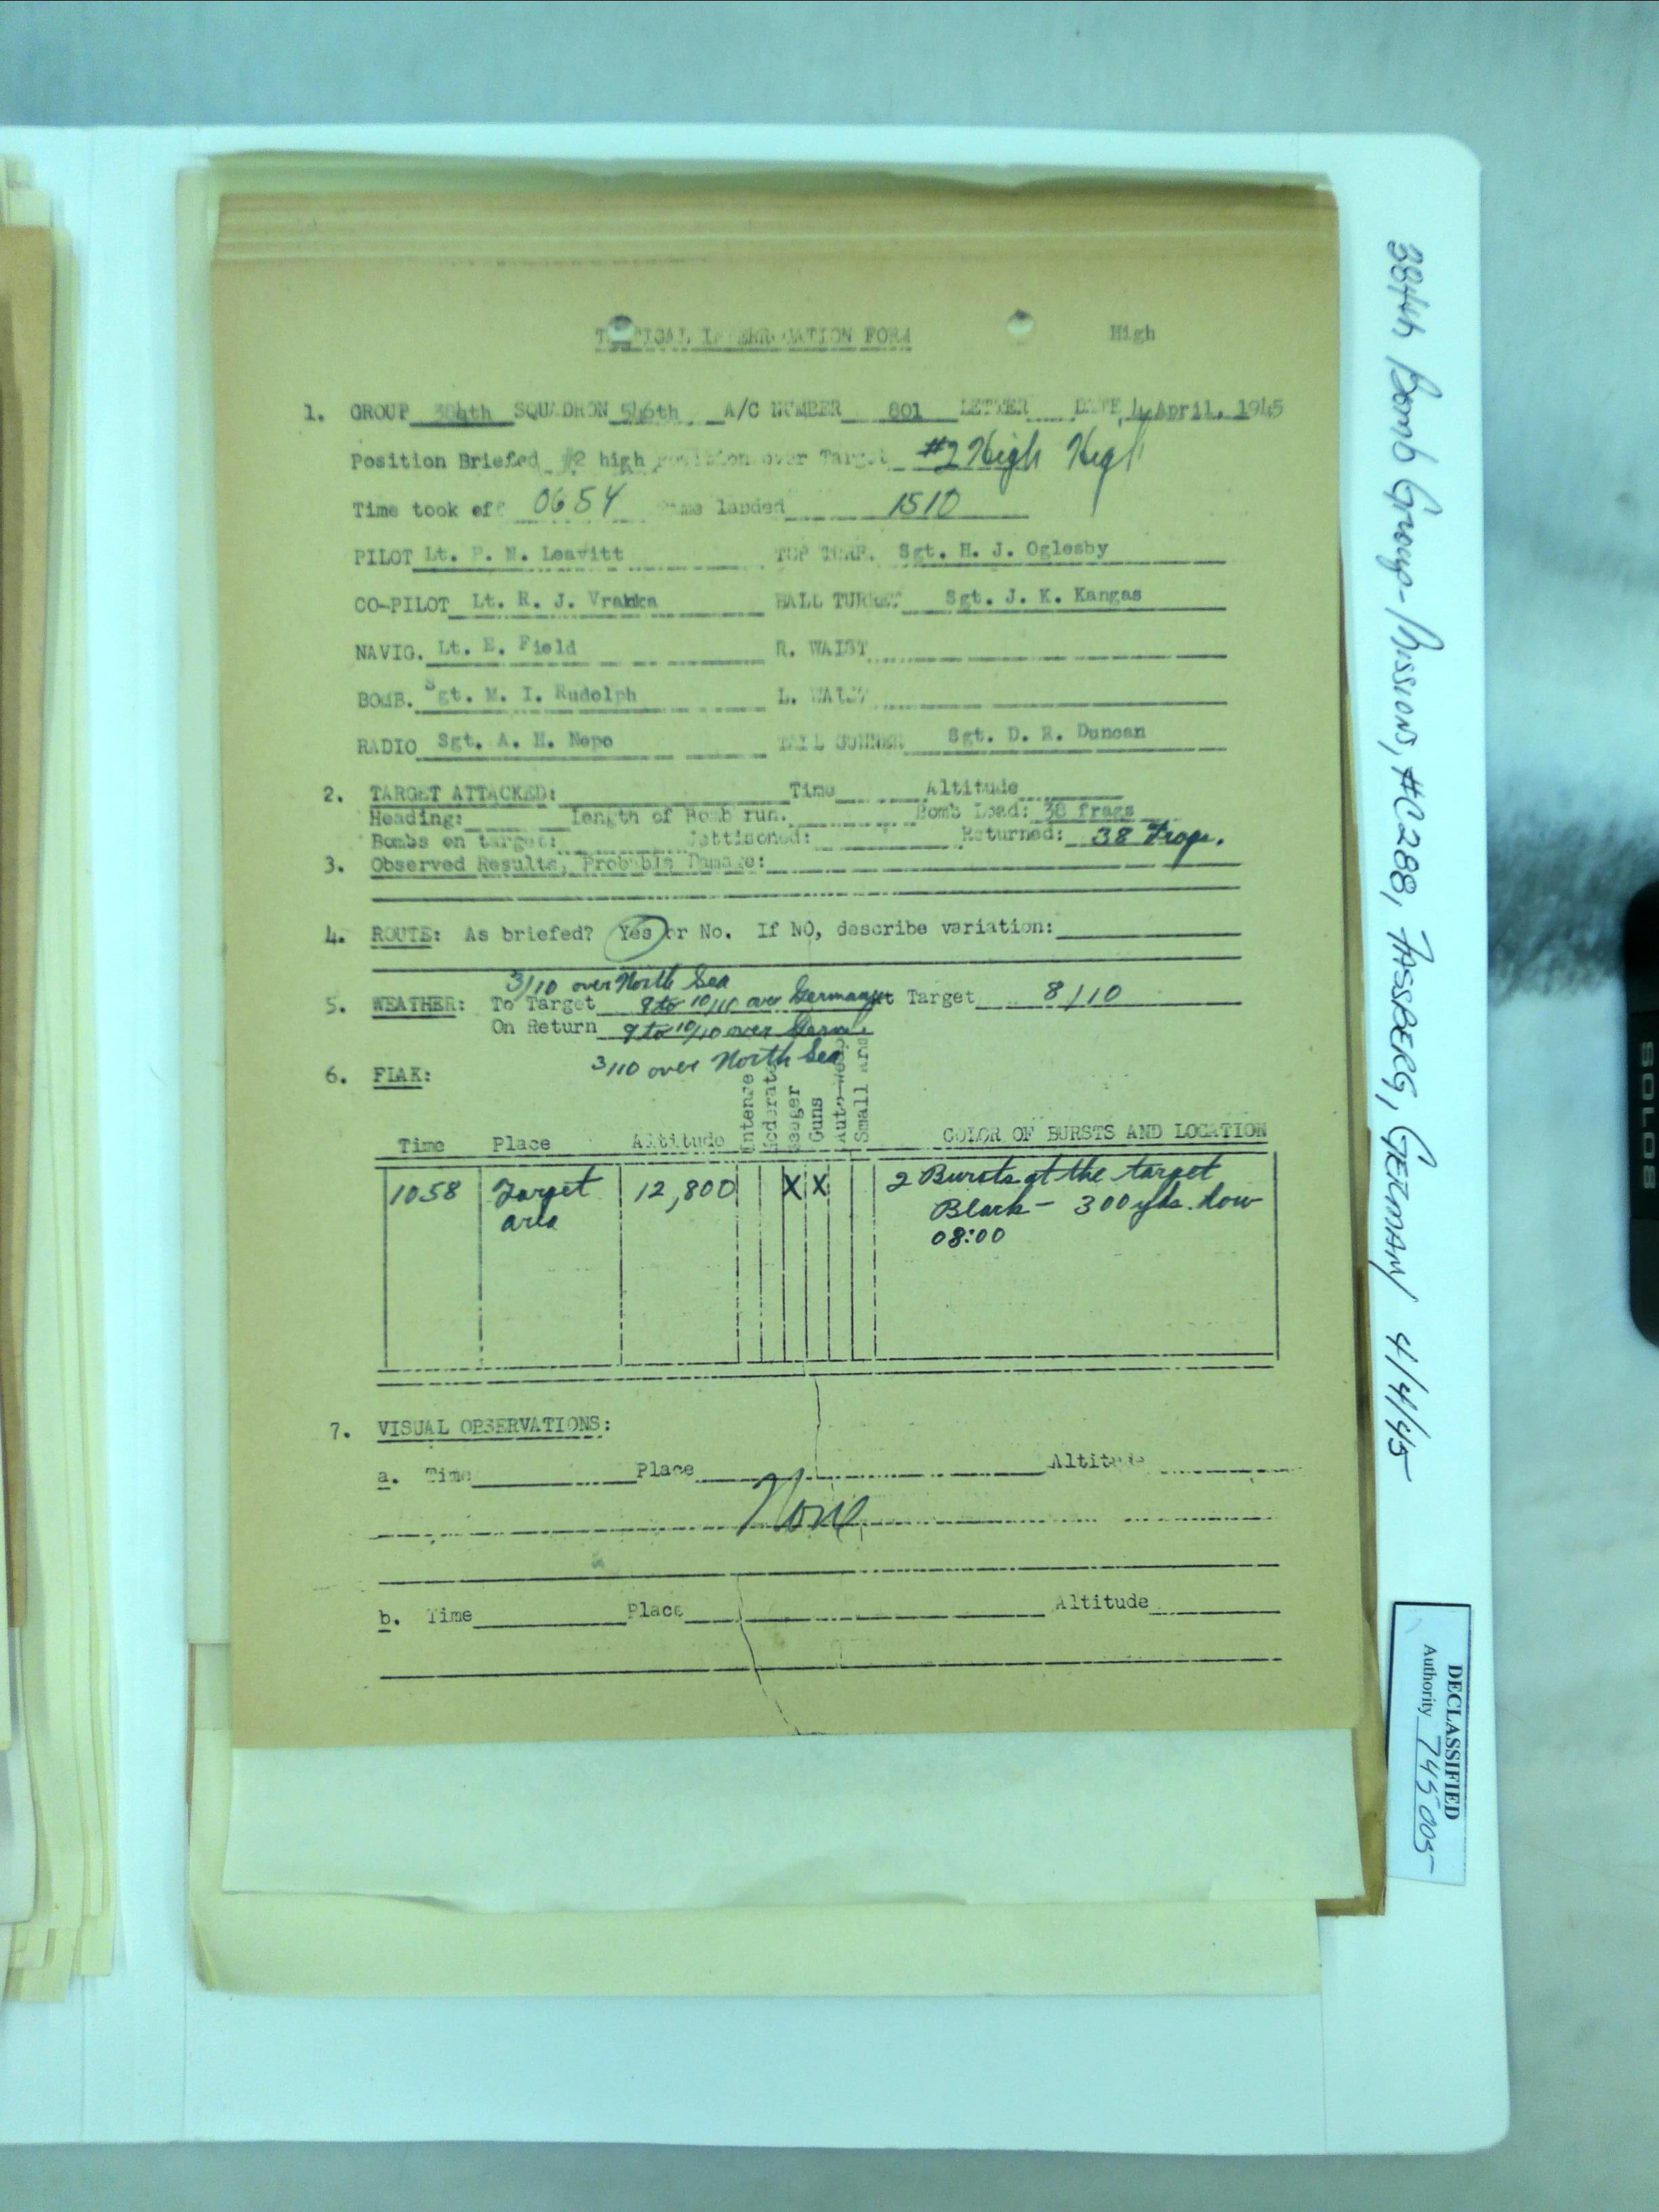 TACTICAL INTERROGATION FORM High
1. GROUP 384th SQUADRON 546th A/C NUMBER 801 LETTER DATE 4 April, 1945
Position Briefed #2 high position over Target #2 High High
Time took off 0654 Time landed 1510
PILOT Lt. P. N. Leavitt TOP TURR. Sgt. H. J. Oglesby
CO-PILOT Lt. R. J. Vranka BALL TURRET Sgt. J. K. Kangas
NAVIG. Lt. E. Field R. WAIST
BOMB. Sgt. M. I. Rudolph L. WAIST
RADIO Sgt. A. H. Nepo TAIL GUNNER Sgt. D. R. Duncan
2. TARGET ATTACKED: Time Altitude
Heading: Length of Bomb run. Bomb Load: 38 frags
Bombs on target: Jettisoned: Returned: 38 Frags.
3. Observed Results, Probable Damage:
4. ROUTE: As briefed? Yes or No. If NO, describe variation:
3/10 over North Sea
5. WEATHER: To Target 9 to 10/10 over Germany At Target 8/10
On Return 9 to 10/10 over Germ.
3/10 over North Sea
6. FLAK:
Time Place Altitude Intense Moderate Meager Guns Auto-weap Small arms COLOR OF BURSTS AND LOCATION
1058 Target area 12,800 X X 2 Bursts at the target
Black - 300 yds. low
08:00
7. VISUAL OBSERVATIONS:
a. Time Place Altitude
None
b. Time Place Altitude
384th Bomb Group-Missions, #C288, FASSBERG, GERMANY 4/4/45
DECLASSIFIED
Authority 745005
SOLOB